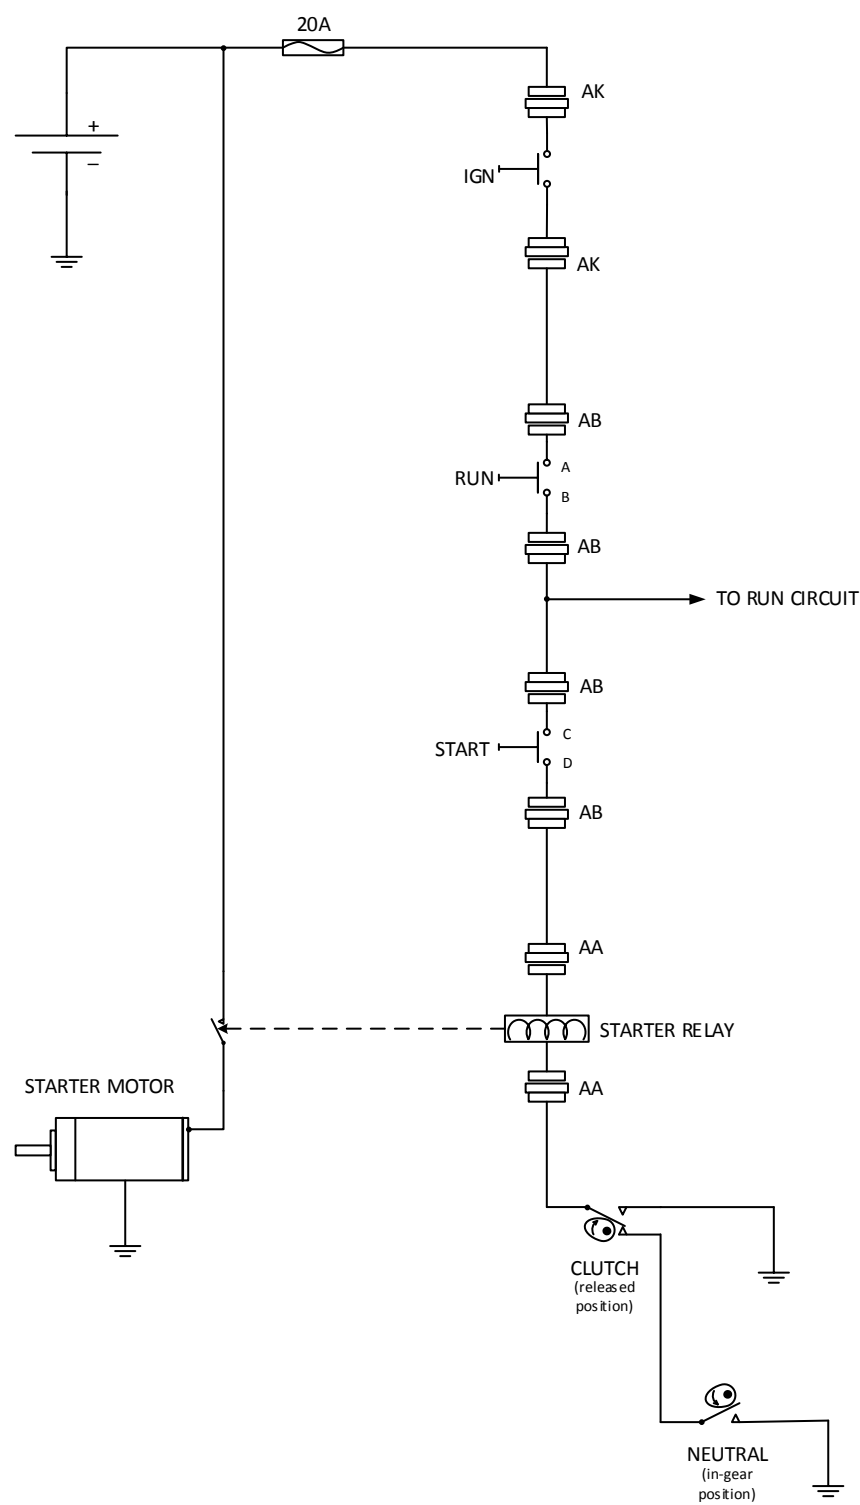 20A
AK
+
–
IGN
AK
AB
RUN
A
B
AB
TO RUN CIRCUIT
AB
START
C
D
AB
AA
STARTER RELAY
STARTER MOTOR
AA
CLUTCH
(released
position)
NEUTRAL
(in-gear
position)